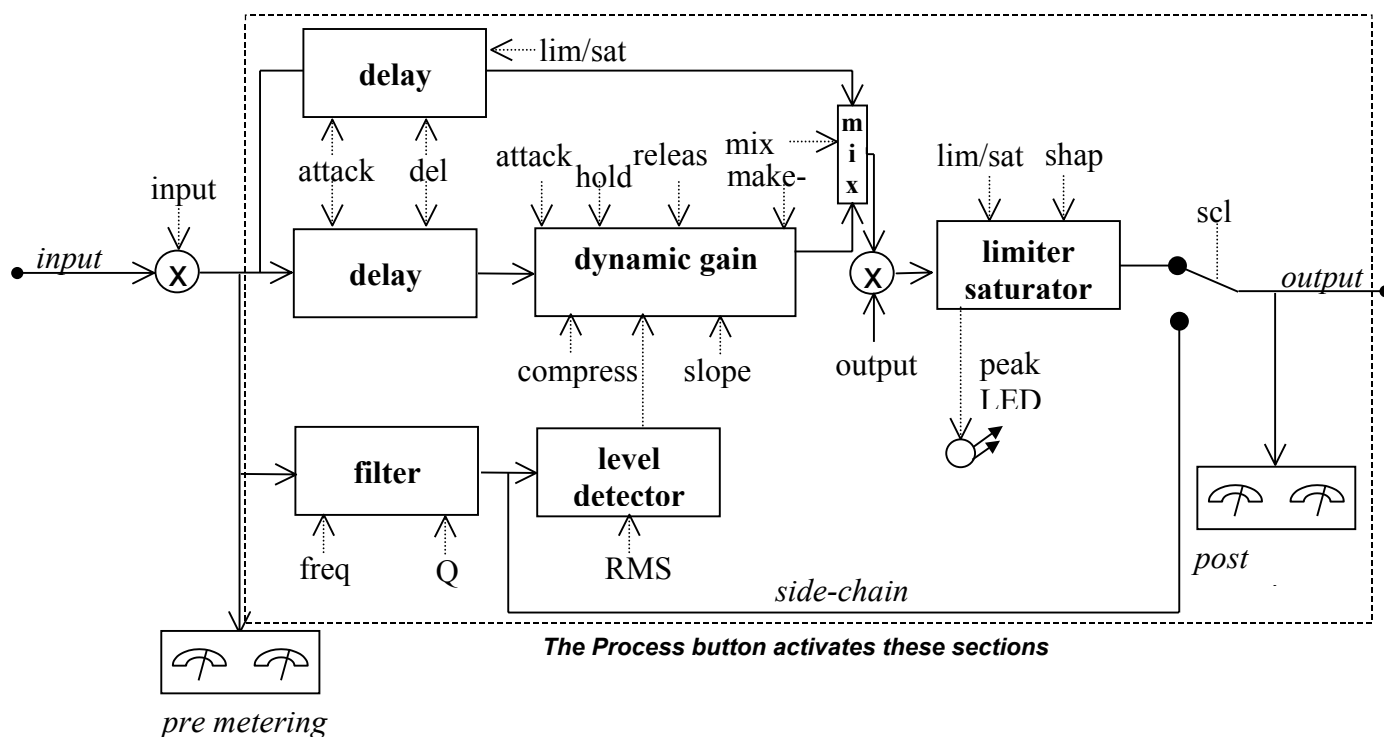 delay
lim/sat
attack
del
input
input
X
delay
attack
hold
releas
mix
make-
m
i
x
dynamic gain
compress
slope
X
output
lim/sat
shap
limiter
saturator
scl
output
peak
LED
filter
freq
Q
level
detector
RMS
side-chain
post
The Process button activates these sections
pre metering